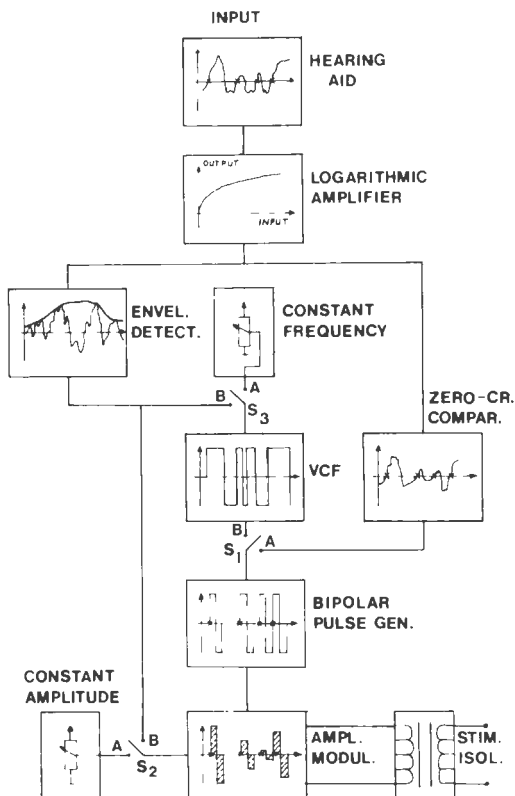 INPUT
HEARING
AID
OUTPUT
INPUT
LOGARITHMIC
AMPLIFIER
ENVEL.
DETECT.
CONSTANT
FREQUENCY
A
B
S3
ZERO-CR.
COMPAR.
VCF
B
A
S1
BIPOLAR
PULSE GEN.
CONSTANT
AMPLITUDE
A
B
S2
AMPL.
MODUL.
STIM.
ISOL.